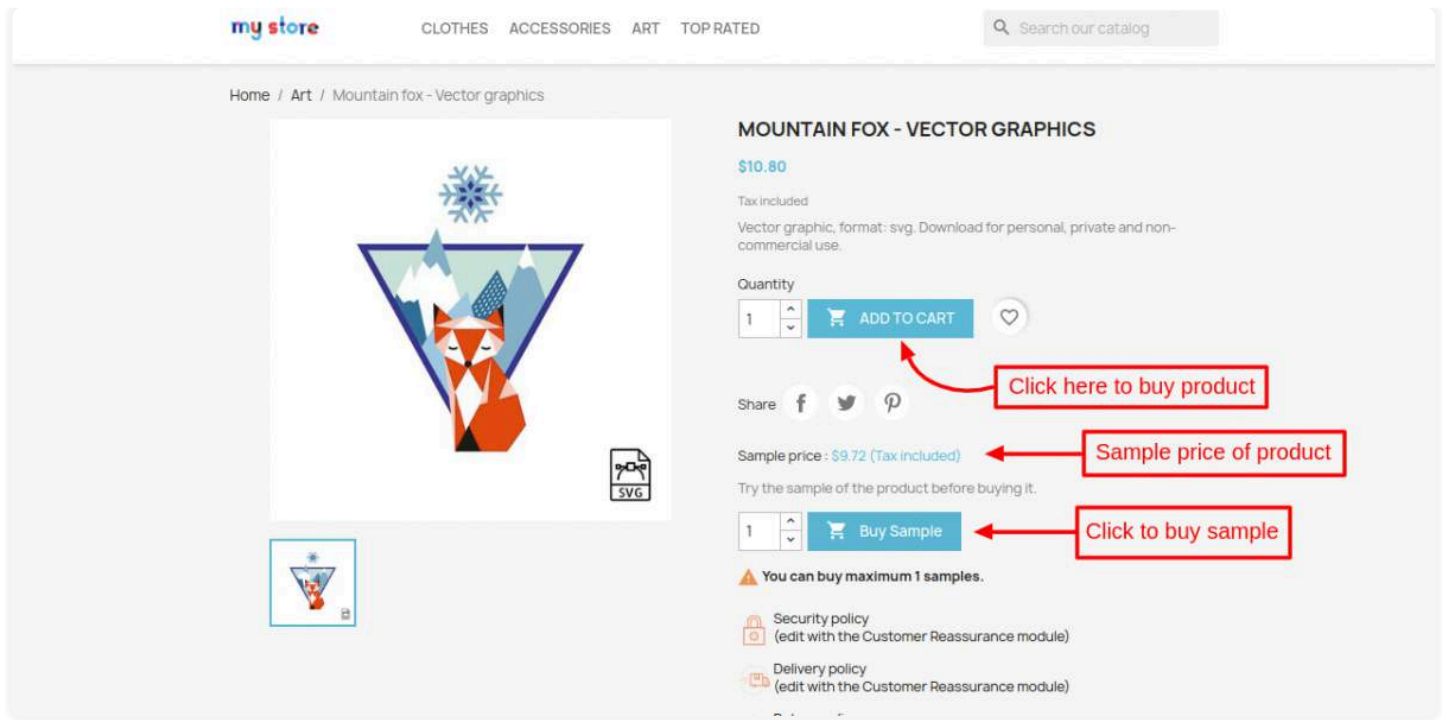 my store
CLOTHES ACCESSORIES ART TOP RATED
Search our catalog
Home / Art / Mountain fox - Vector graphics
MOUNTAIN FOX - VECTOR GRAPHICS
$10.80
Tax included
Vector graphic, format: svg. Download for personal, private and non-
commercial use.
Quantity
1 ADD TO CART
Click here to buy product
Share
Sample price : $9.72 (Tax included)
Sample price of product
Try the sample of the product before buying it.
1 Buy Sample
Click to buy sample
You can buy maximum 1 samples.
Security policy
(edit with the Customer Reassurance module)
Delivery policy
(edit with the Customer Reassurance module)
SVG